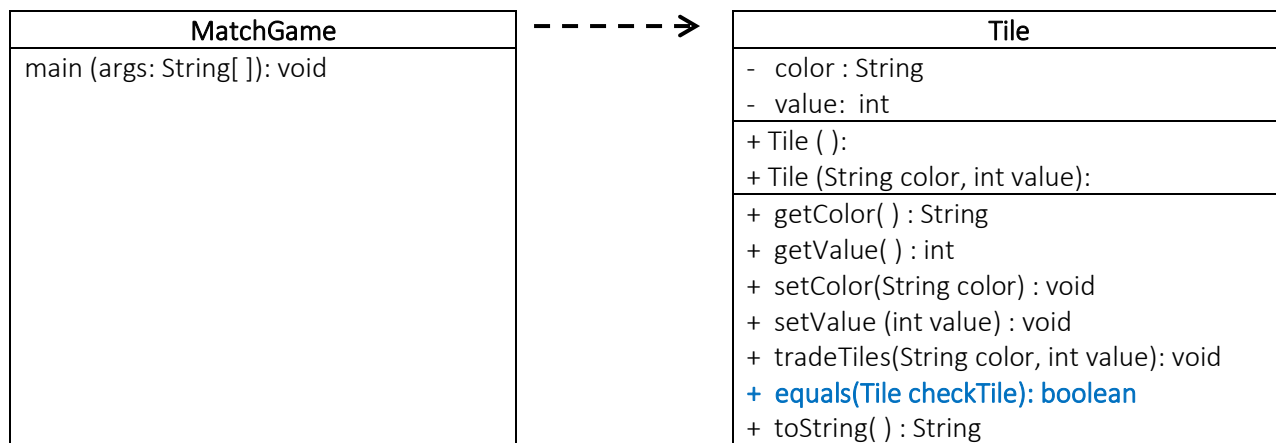 MatchGame
main (args: String[ ]): void
Tile
- color : String
- value: int
+ Tile ( ):
+ Tile (String color, int value):
+ getColor( ) : String
+ getValue( ) : int
+ setColor(String color) : void
+ setValue (int value) : void
+ tradeTiles(String color, int value): void
+ equals(Tile checkTile): boolean
+ toString( ) : String